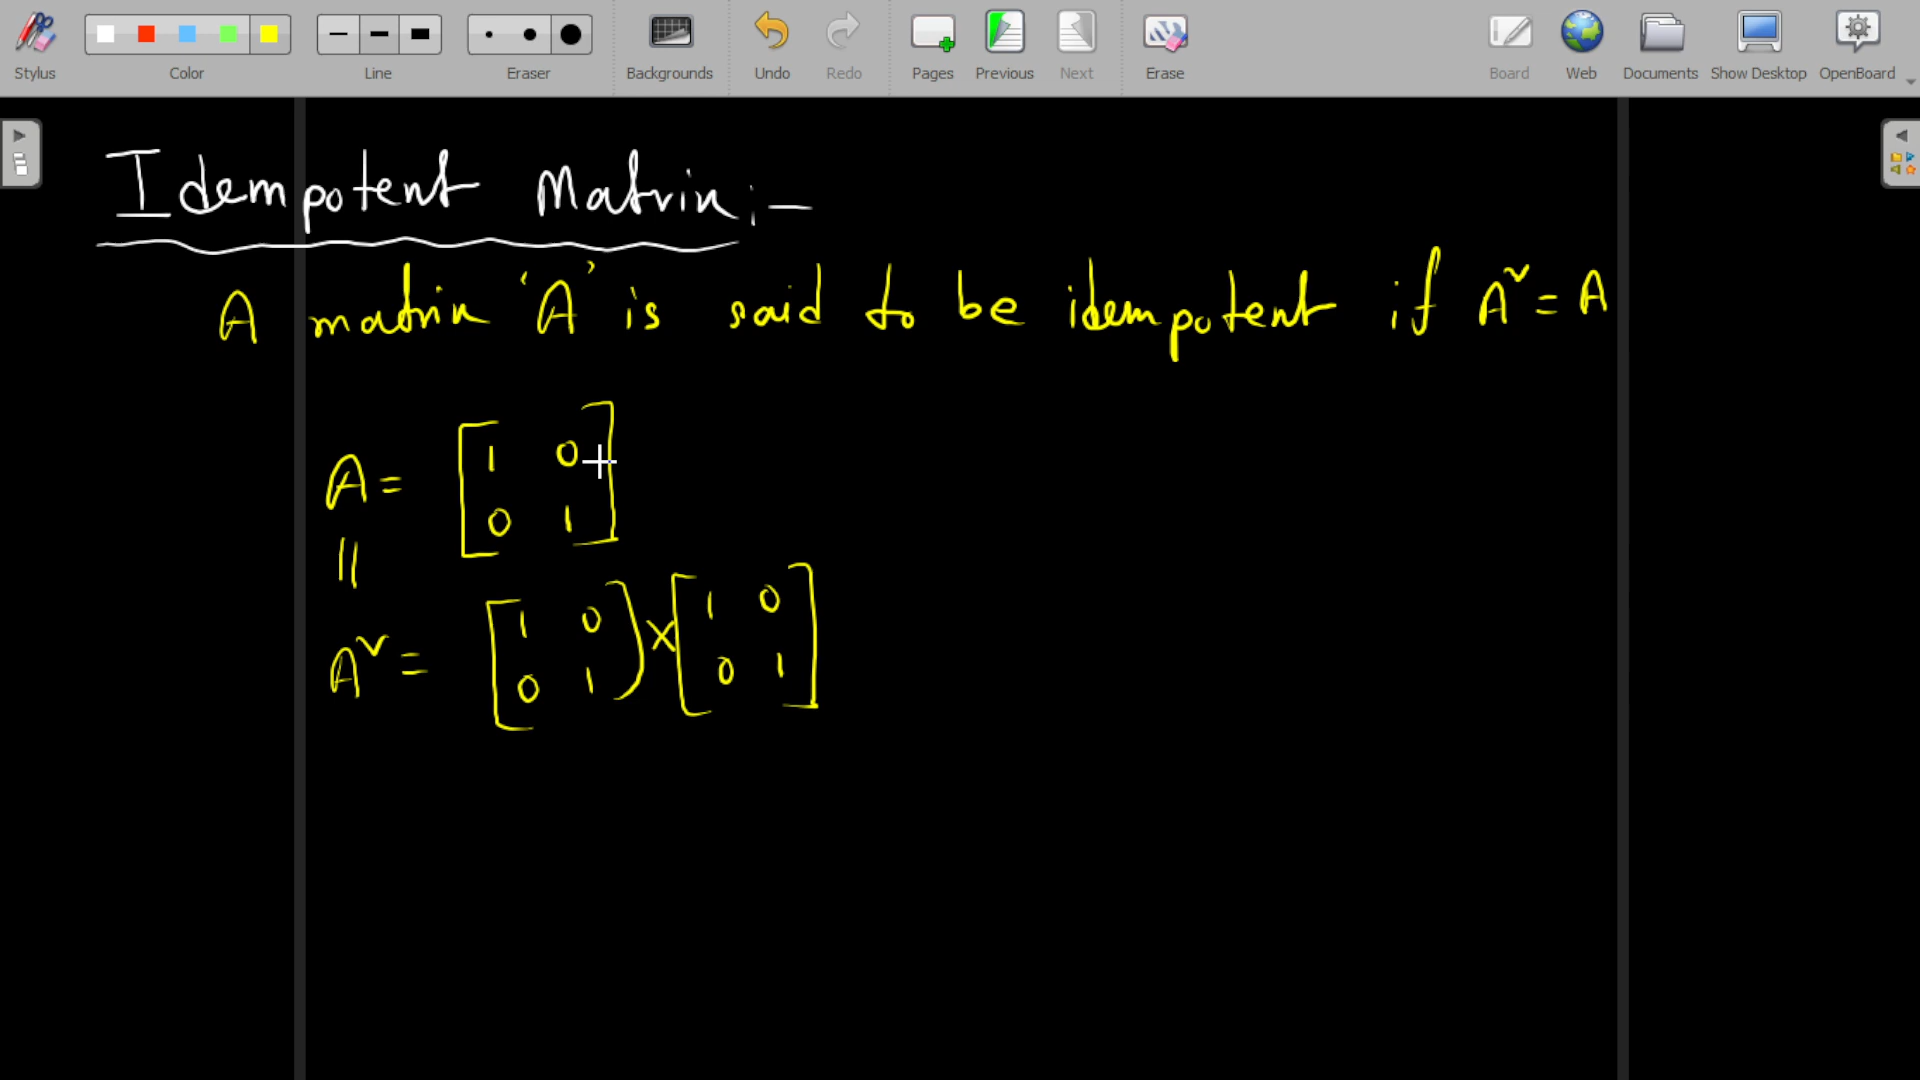 Stylus Color Line Eraser Backgrounds Undo Redo Pages Previous Next Erase Board Web Documents Show Desktop OpenBoard
Idempotent Matrix :-
A matrix 'A' is said to be idempotent if A² = A
A = [ 1 0
0 1 ]
||
A² = [ 1 0 ) × [ 1 0
0 1 0 1 ]